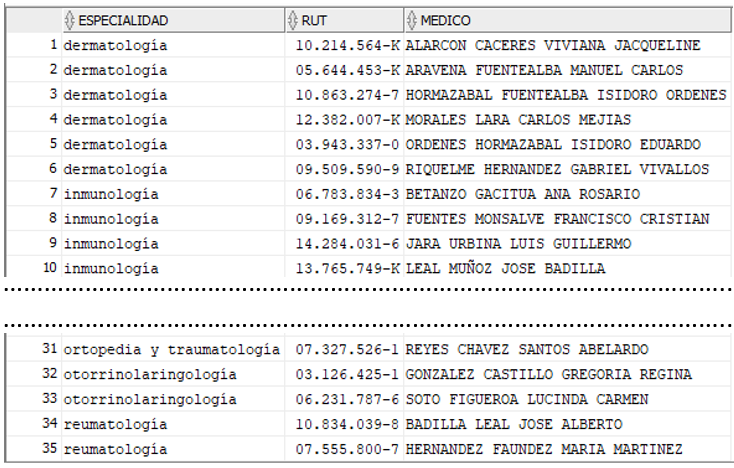 ESPECIALIDAD RUT MEDICO
1 dermatología 10.214.564-K ALARCON CACERES VIVIANA JACQUELINE
2 dermatología 05.644.453-K ARAVENA FUENTEALBA MANUEL CARLOS
3 dermatología 10.863.274-7 HORMAZABAL FUENTEALBA ISIDORO ORDENES
4 dermatología 12.382.007-K MORALES LARA CARLOS MEJIAS
5 dermatología 03.943.337-0 ORDENES HORMAZABAL ISIDORO EDUARDO
6 dermatología 09.509.590-9 RIQUELME HERNANDEZ GABRIEL VIVALLOS
7 inmunología 06.783.834-3 BETANZO GACITUA ANA ROSARIO
8 inmunología 09.169.312-7 FUENTES MONSALVE FRANCISCO CRISTIAN
9 inmunología 14.284.031-6 JARA URBINA LUIS GUILLERMO
10 inmunología 13.765.749-K LEAL MUÑOZ JOSE BADILLA
31 ortopedia y traumatología 07.327.526-1 REYES CHAVEZ SANTOS ABELARDO
32 otorrinolaringología 03.126.425-1 GONZALEZ CASTILLO GREGORIA REGINA
33 otorrinolaringología 06.231.787-6 SOTO FIGUEROA LUCINDA CARMEN
34 reumatología 10.834.039-8 BADILLA LEAL JOSE ALBERTO
35 reumatología 07.555.800-7 HERNANDEZ FAUNDEZ MARIA MARTINEZ